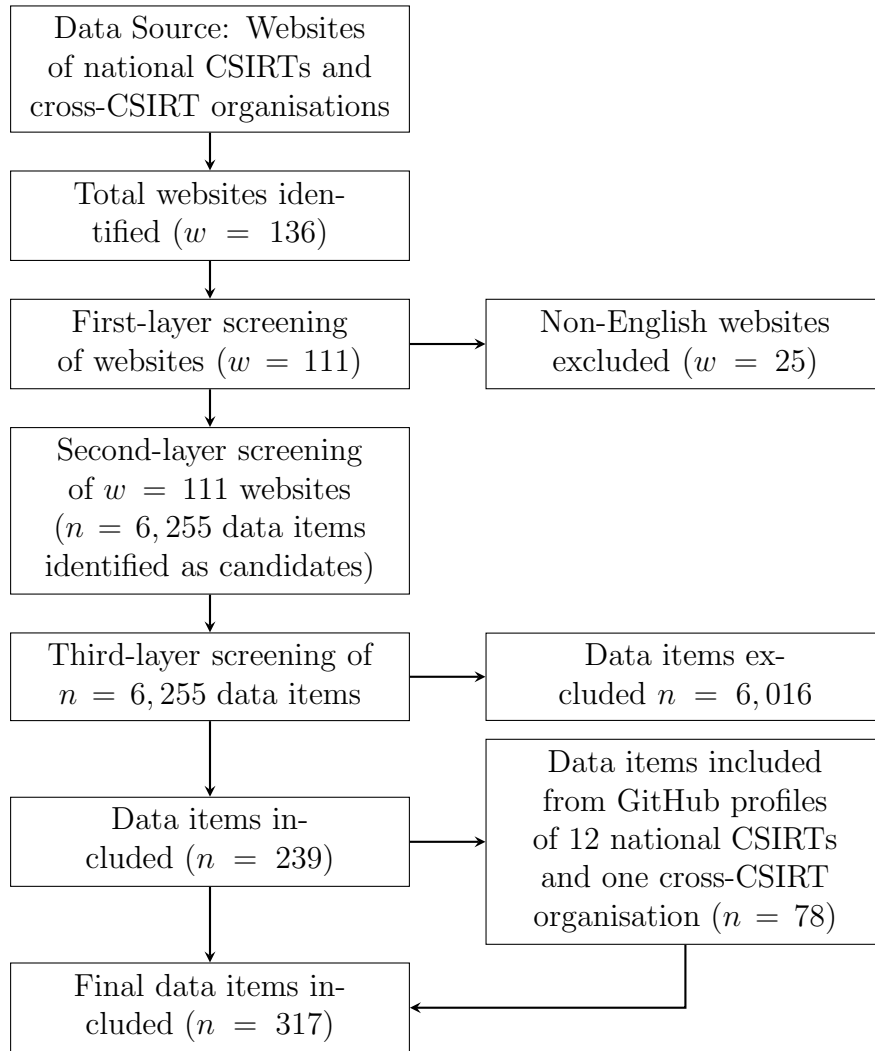 Data Source: Websites
of national CSIRTs and
cross-CSIRT organisations
Total websites iden-
tified (w = 136)
First-layer screening
of websites (w = 111)
Non-English websites
excluded (w = 25)
Second-layer screening
of w = 111 websites
(n = 6, 255 data items
identified as candidates)
Third-layer screening of
n = 6, 255 data items
Data items ex-
cluded n = 6, 016
Data items in-
cluded (n = 239)
Data items included
from GitHub profiles
of 12 national CSIRTs
and one cross-CSIRT
organisation (n = 78)
Final data items in-
cluded (n = 317)